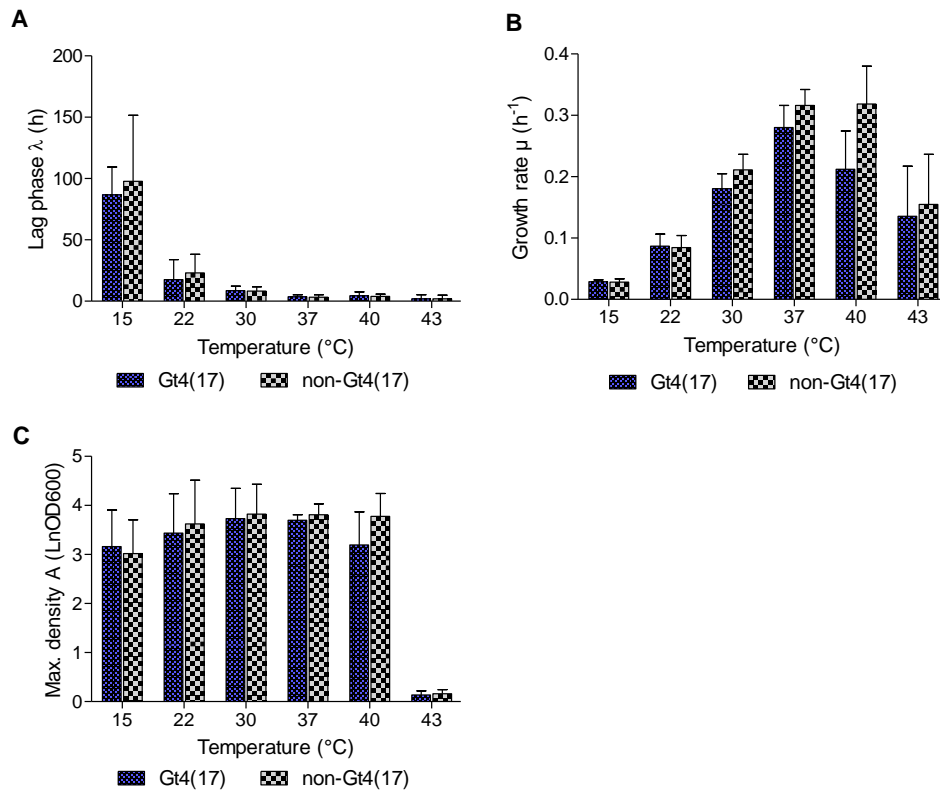 A
200
150
100
50
0
Lag phase λ (h)
15 22 30 37 40 43
Temperature (°C)
Gt4(17) non-Gt4(17)
B
0.4
0.3
0.2
0.1
0.0
Growth rate µ (h⁻¹)
15 22 30 37 40 43
Temperature (°C)
Gt4(17) non-Gt4(17)
C
5
4
3
2
1
0
Max. density A (LnOD600)
15 22 30 37 40 43
Temperature (°C)
Gt4(17) non-Gt4(17)